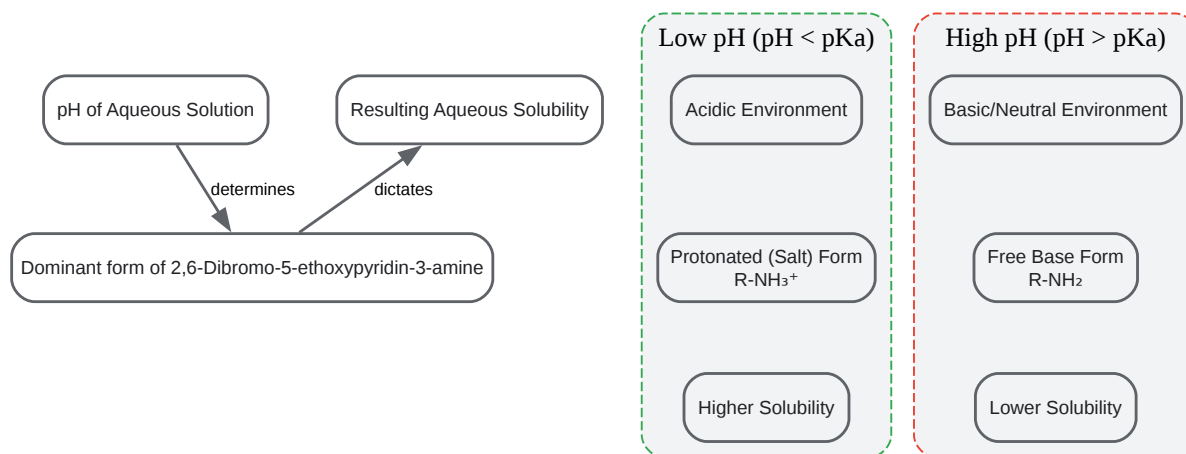 pH of Aqueous Solution
Resulting Aqueous Solubility
determines
dictates
Dominant form of 2,6-Dibromo-5-ethoxypyridin-3-amine
Low pH (pH < pKa)
Acidic Environment
Protonated (Salt) Form
R-NH₃⁺
Higher Solubility
High pH (pH > pKa)
Basic/Neutral Environment
Free Base Form
R-NH₂
Lower Solubility